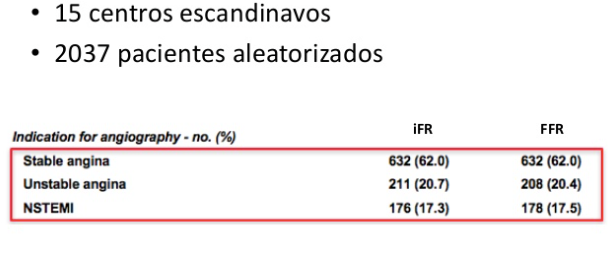 • 15 centros escandinavos
• 2037 pacientes aleatorizados
Indication for angiography - no. (%) iFR FFR
Stable angina 632 (62.0) 632 (62.0)
Unstable angina 211 (20.7) 208 (20.4)
NSTEMI 176 (17.3) 178 (17.5)